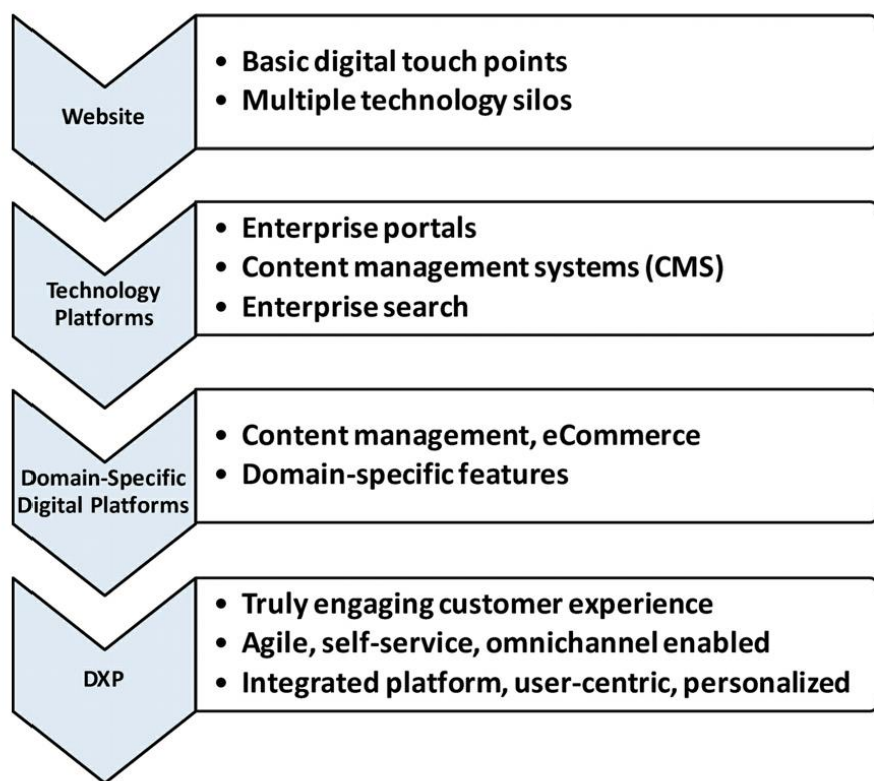 Website
• Basic digital touch points
• Multiple technology silos
Technology
Platforms
• Enterprise portals
• Content management systems (CMS)
• Enterprise search
Domain-Specific
Digital Platforms
• Content management, eCommerce
• Domain-specific features
DXP
• Truly engaging customer experience
• Agile, self-service, omnichannel enabled
• Integrated platform, user-centric, personalized